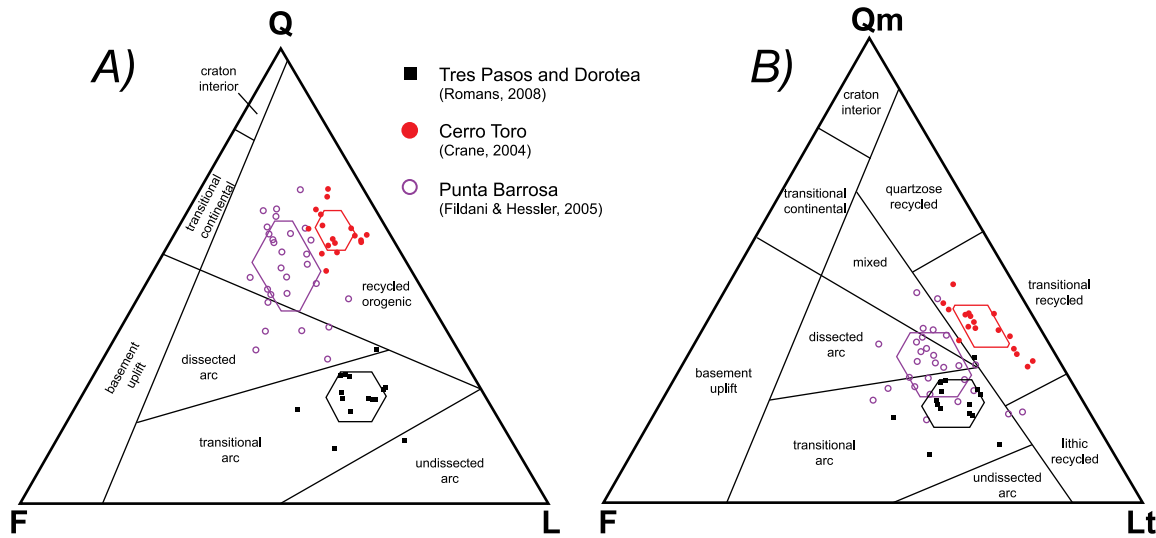 A)
Q
craton
interior
transitional
continental
recycled
orogenic
basement
uplift
dissected
arc
transitional
arc
undissected
arc
F
L
Tres Pasos and Dorotea
(Romans, 2008)
Cerro Toro
(Crane, 2004)
Punta Barrosa
(Fildani & Hessler, 2005)
B)
Qm
craton
interior
transitional
continental
quartzose
recycled
mixed
transitional
recycled
dissected
arc
basement
uplift
transitional
arc
lithic
recycled
undissected
arc
F
Lt